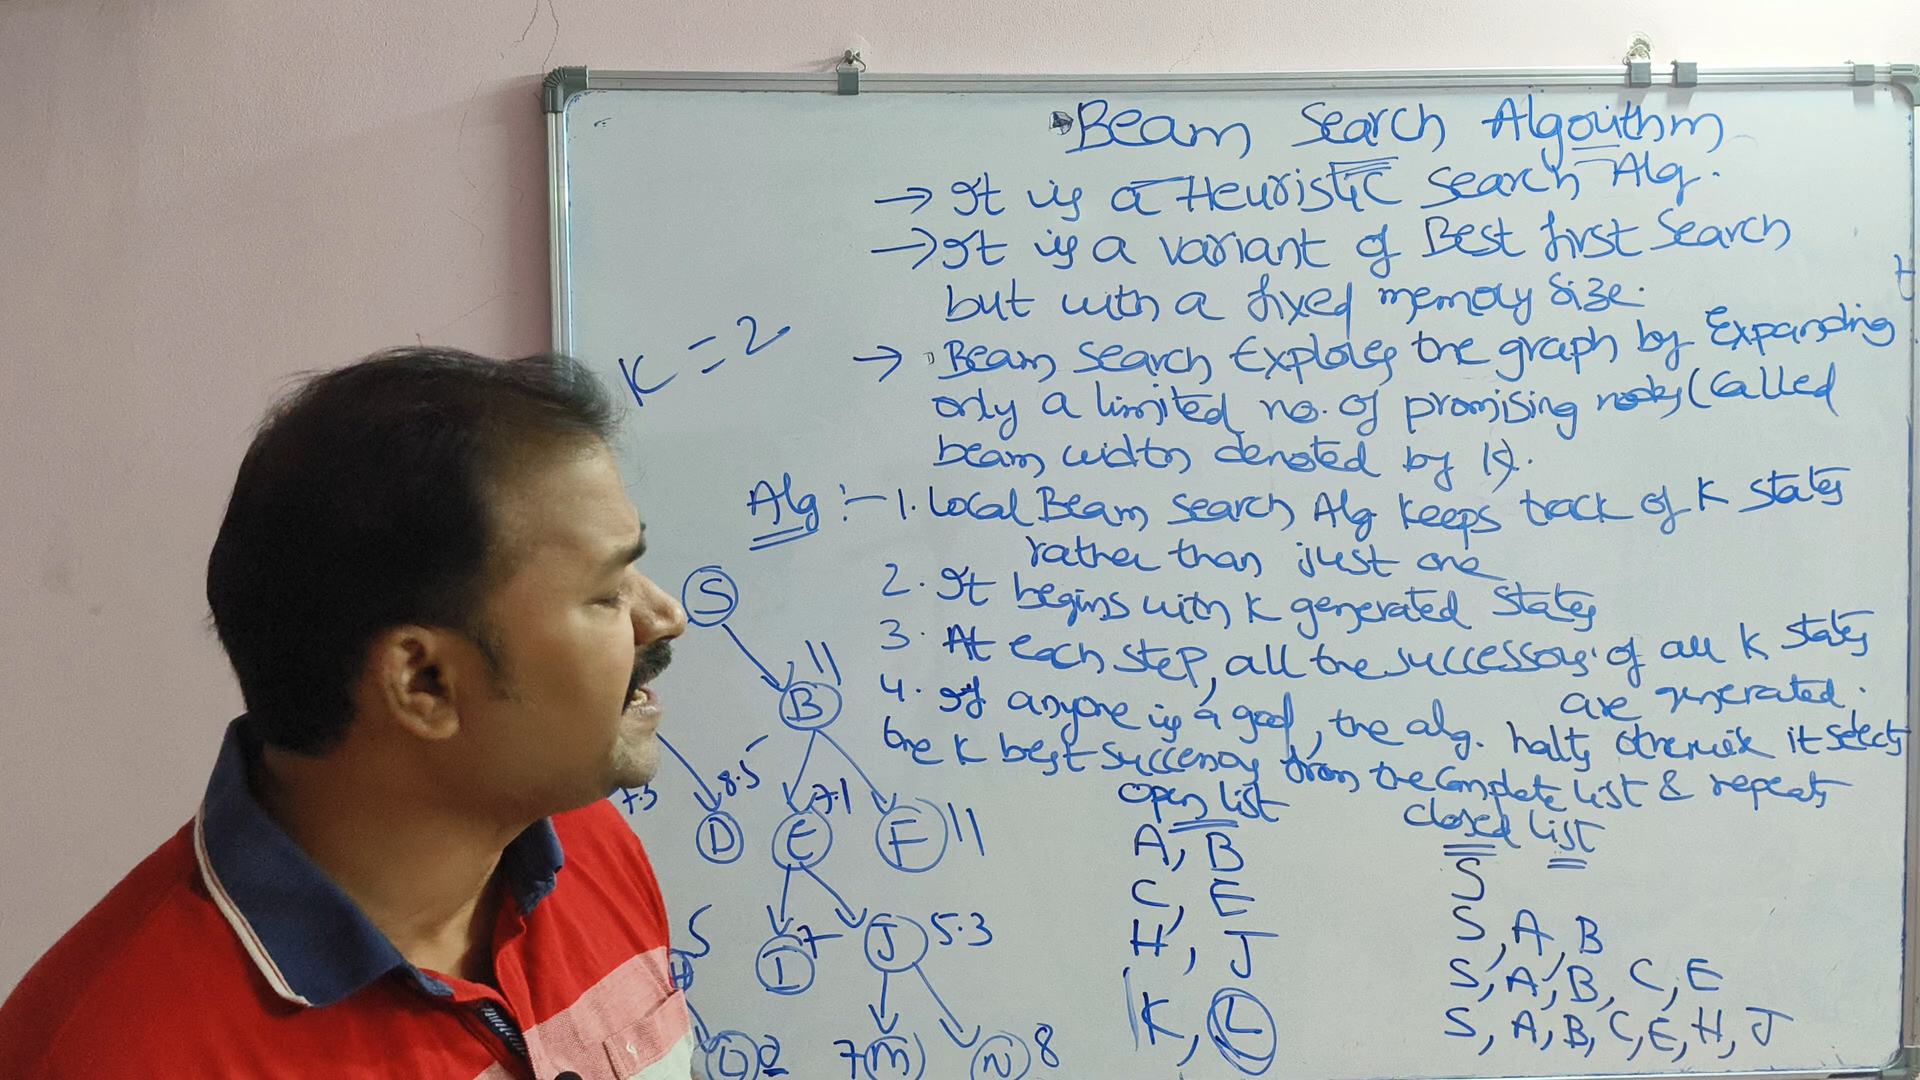 Beam Search Algorithm
→ It is a Heuristic Search Alg.
→ It is a variant of Best first Search
but with a fixed memory size.
K = 2
→ Beam search Explores the graph by Expanding
only a limited no. of promising nodes (called
beam width denoted by K).
Alg :- 1. Local Beam search Alg keeps track of K states
rather than just one
2. It begins with K generated states
3. At each step, all the successors of all K states
are generated.
4. If anyone is a goal, the alg. halts otherwise it selects
the K best successors from the complete list & repeats
S
B 11
7.3
D 8.5
E 7.1
F 11
H 5
I 7
J 5.3
L 0
7 M
N 8
Open list
A, B
C, E
H, J
K, L
Closed list
S
S, A, B
S, A, B, C, E
S, A, B, C, E, H, J